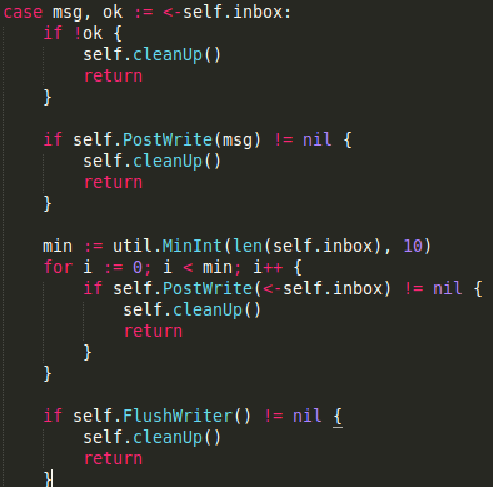 case msg, ok := <-self.inbox:
    if !ok {
        self.cleanUp()
        return
    }

    if self.PostWrite(msg) != nil {
        self.cleanUp()
        return
    }

    min := util.MinInt(len(self.inbox), 10)
    for i := 0; i < min; i++ {
        if self.PostWrite(<-self.inbox) != nil {
            self.cleanUp()
            return
        }
    }

    if self.FlushWriter() != nil {
        self.cleanUp()
        return
    }